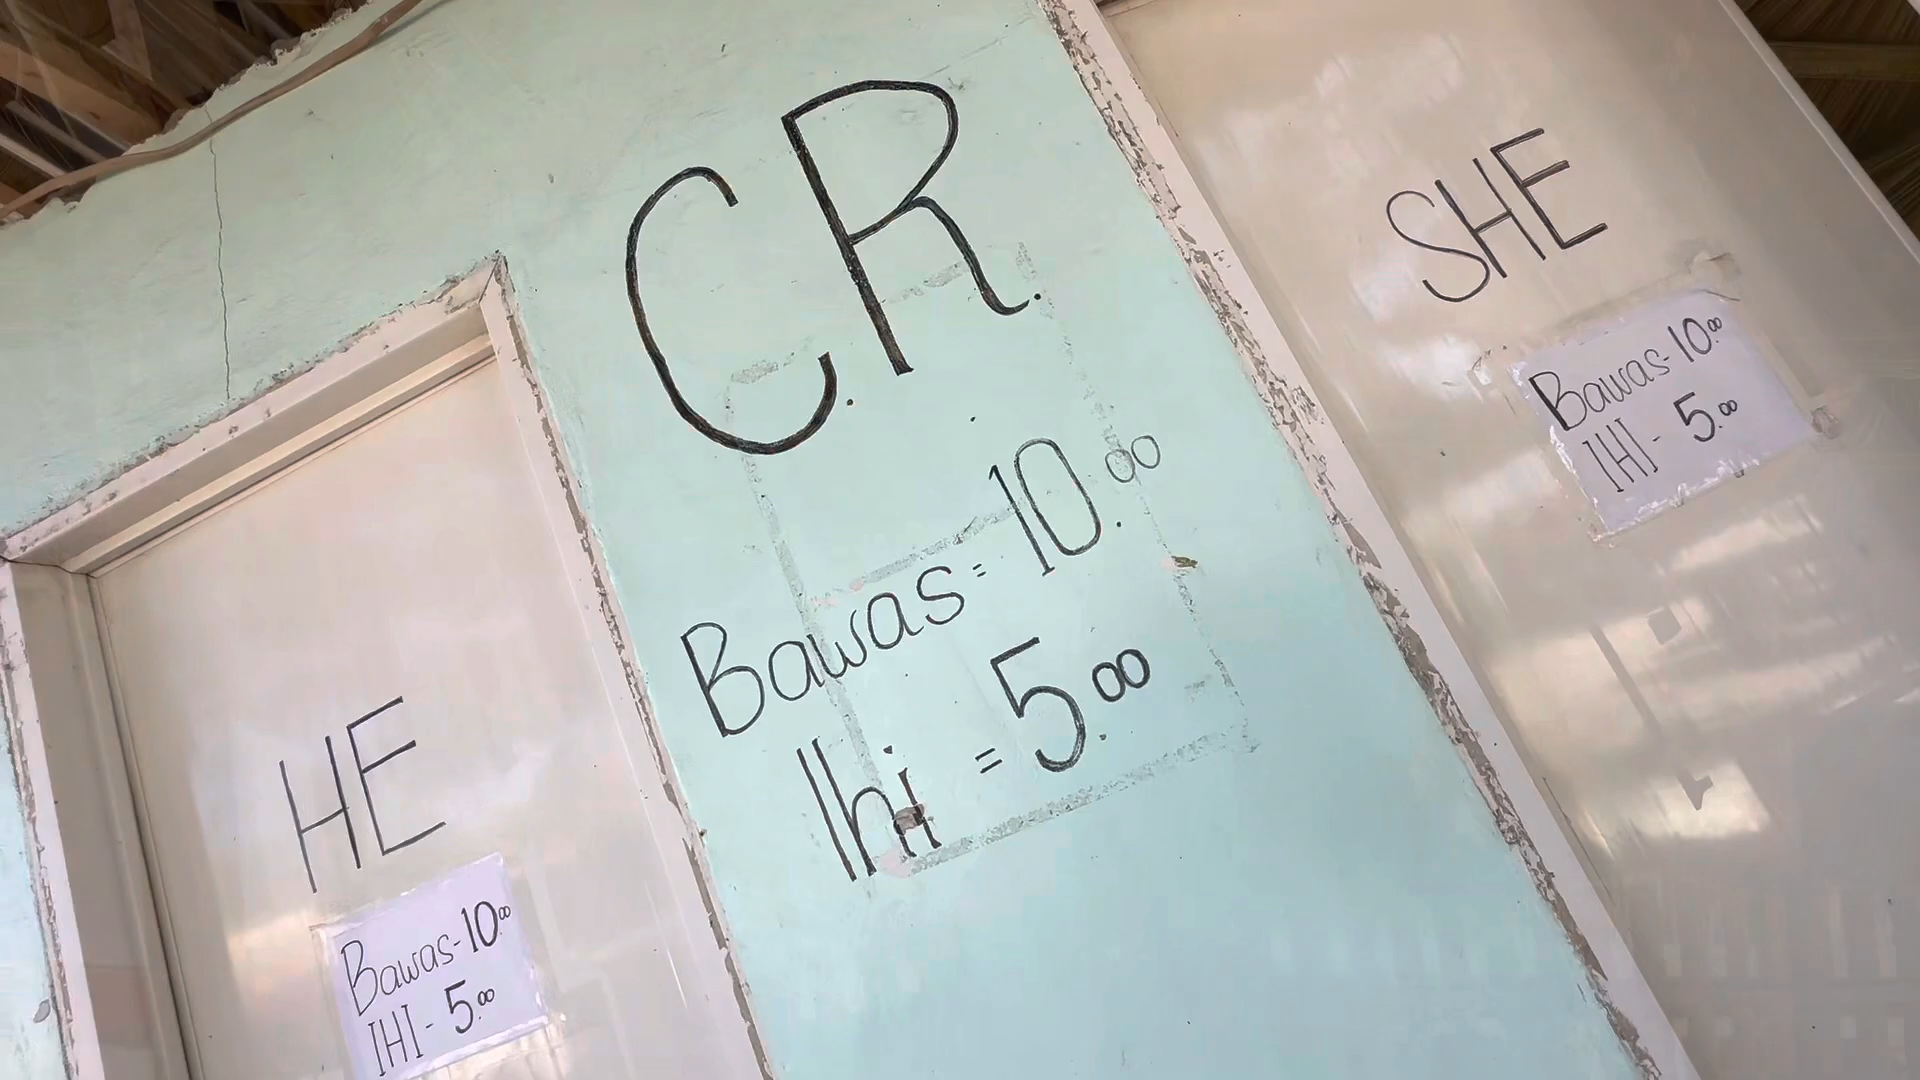 C.R.
Bawas = 10.00
Ihi = 5.00
HE
Bawas - 10.00
IHI - 5.00
SHE
Bawas - 10.00
IHI - 5.00